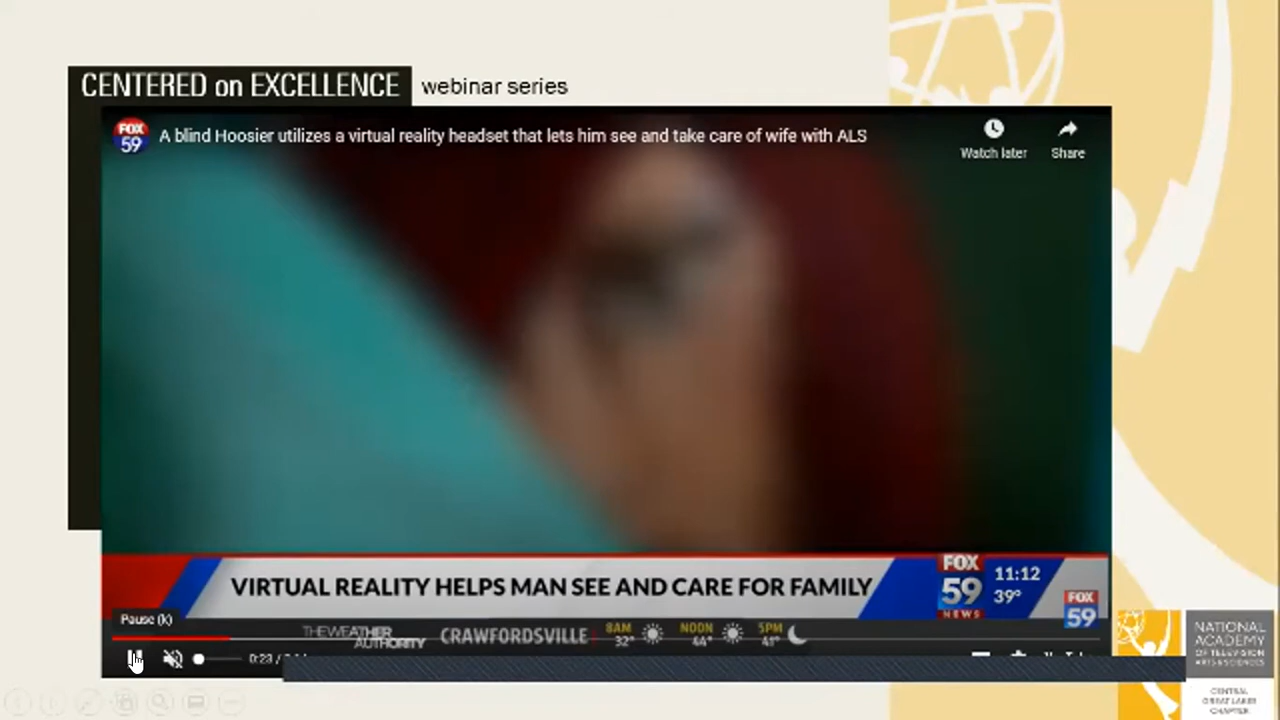 CENTERED on EXCELLENCE webinar series
FOX 59 A blind Hoosier utilizes a virtual reality headset that lets him see and take care of wife with ALS
Watch later
Share
VIRTUAL REALITY HELPS MAN SEE AND CARE FOR FAMILY
FOX 59 NEWS
11:12
39°
FOX 59
Pause (k)
THE WEATHER AUTHORITY
CRAWFORDSVILLE
8AM 32°
NOON 44°
5PM 41°
0:23 /
NATIONAL
ACADEMY
OF TELEVISION
ARTS & SCIENCES
CENTRAL
GREAT LAKES
CHAPTER